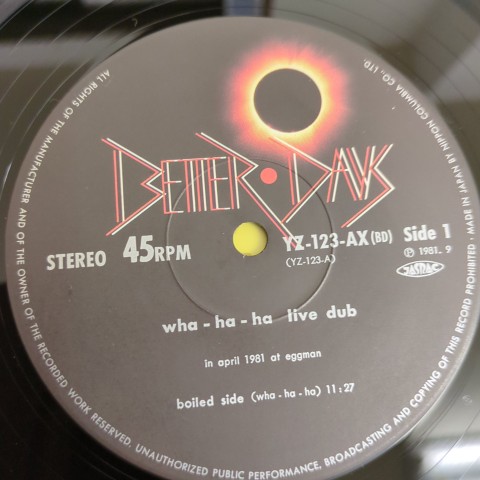 BETTER DAYS
STEREO 45RPM
YZ-123-AX(BD) Side 1
(YZ-123-A)
Ⓟ 1981. 9
JASRAC
wha-ha-ha live dub
in april 1981 at eggman
boiled side (wha-ha-ha) 11:27
ALL RIGHTS OF THE MANUFACTURER AND OF THE OWNER OF THE RECORDED WORK RESERVED. UNAUTHORIZED PUBLIC PERFORMANCE, BROADCASTING AND COPYING OF THIS RECORD PROHIBITED · MADE IN JAPAN BY NIPPON COLUMBIA CO., LTD.